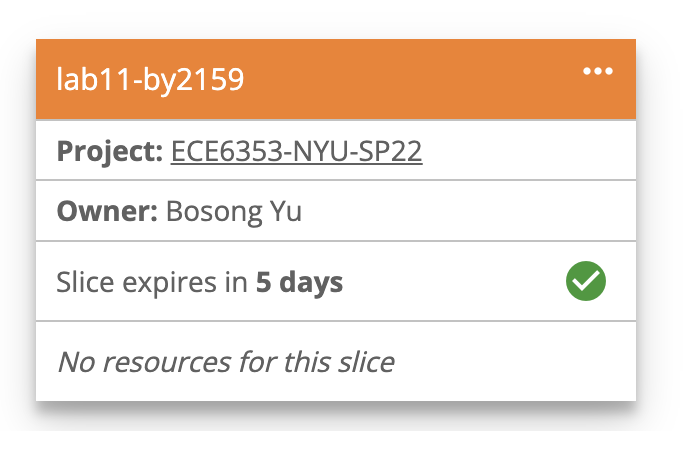 lab11-by2159
Project: ECE6353-NYU-SP22
Owner: Bosong Yu
Slice expires in 5 days
No resources for this slice